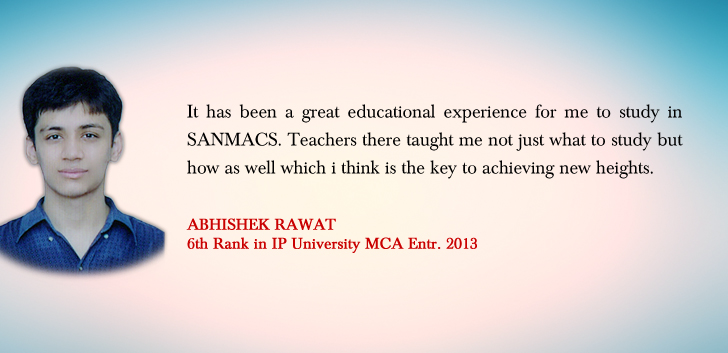 It has been a great educational experience for me to study in
SANMACS. Teachers there taught me not just what to study but
how as well which i think is the key to achieving new heights.
ABHISHEK RAWAT
6th Rank in IP University MCA Entr. 2013